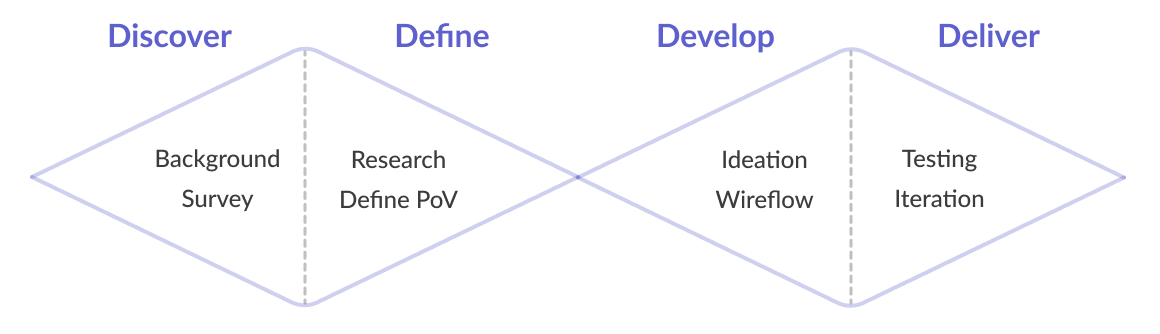 Discover
Define
Develop
Deliver
Background
Survey
Research
Define PoV
Ideation
Wireflow
Testing
Iteration